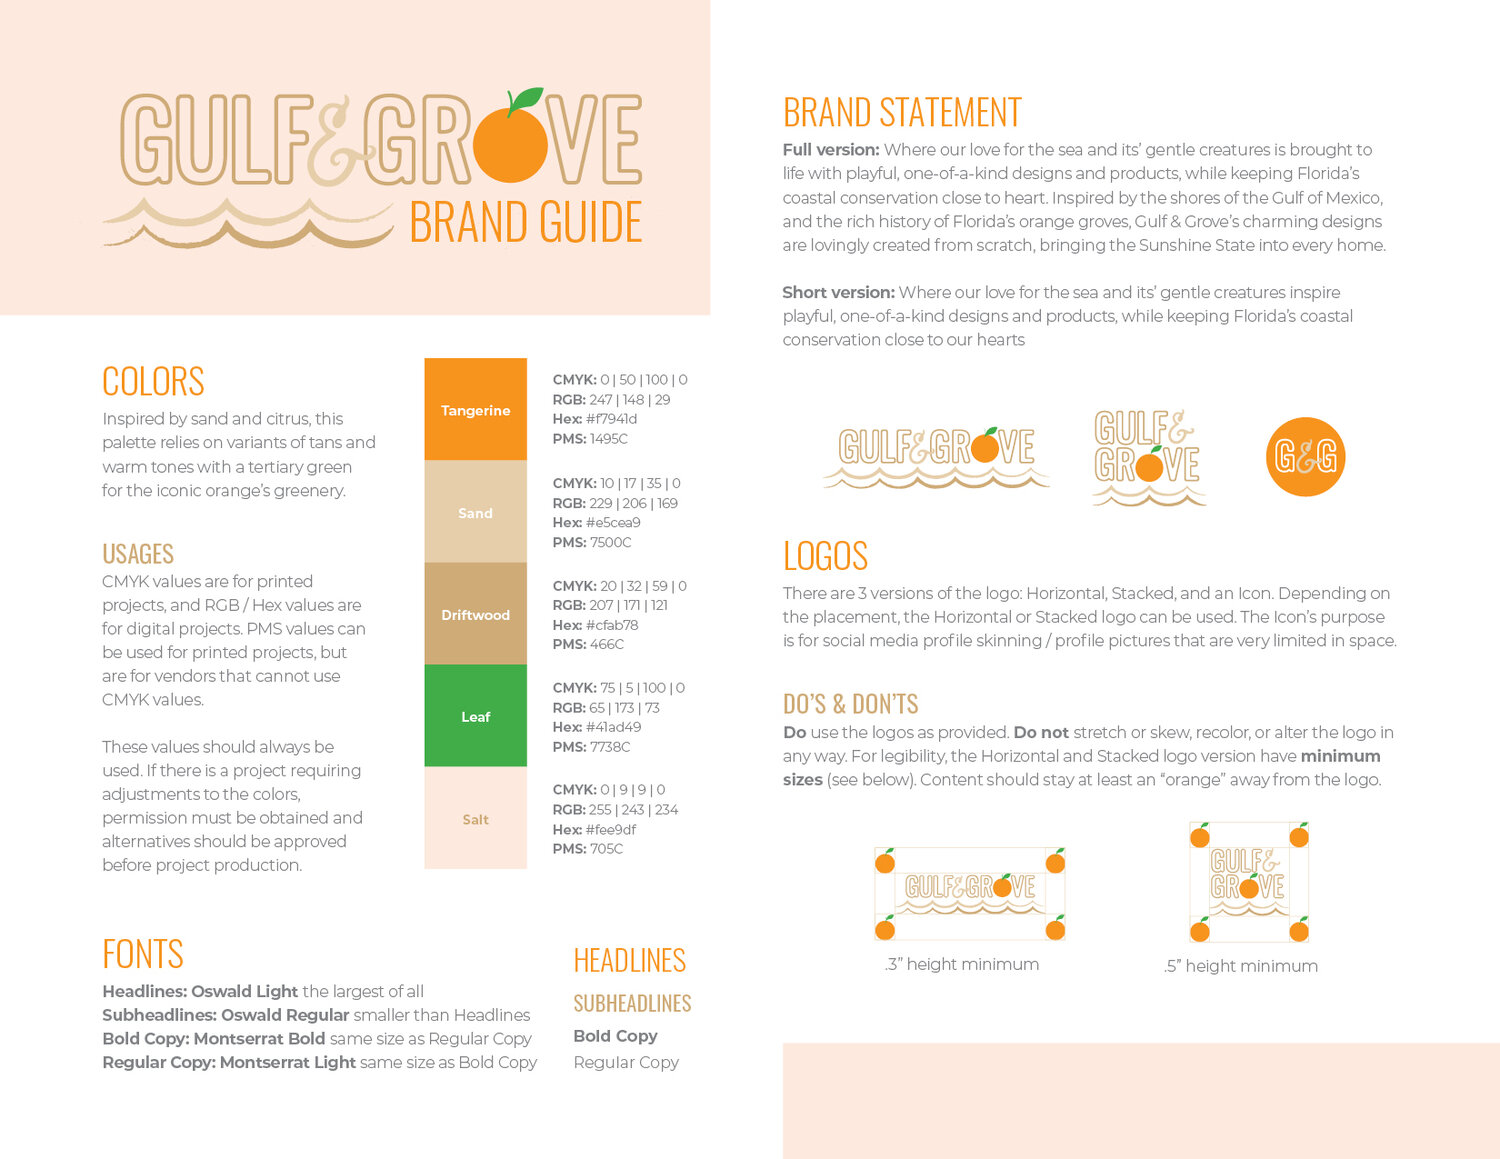 GULF&GROVE
BRAND GUIDE
COLORS
Inspired by sand and citrus, this
palette relies on variants of tans and
warm tones with a tertiary green
for the iconic orange's greenery.
USAGES
CMYK values are for printed
projects, and RGB / Hex values are
for digital projects. PMS values can
be used for printed projects, but
are for vendors that cannot use
CMYK values.
These values should always be
used. If there is a project requiring
adjustments to the colors,
permission must be obtained and
alternatives should be approved
before project production.
Tangerine
CMYK: 0 | 50 | 100 | 0
RGB: 247 | 148 | 29
Hex: #f7941d
PMS: 1495C
Sand
CMYK: 10 | 17 | 35 | 0
RGB: 229 | 206 | 169
Hex: #e5cea9
PMS: 7500C
Driftwood
CMYK: 20 | 32 | 59 | 0
RGB: 207 | 171 | 121
Hex: #cfab78
PMS: 466C
Leaf
CMYK: 75 | 5 | 100 | 0
RGB: 65 | 173 | 73
Hex: #41ad49
PMS: 7738C
Salt
CMYK: 0 | 9 | 9 | 0
RGB: 255 | 243 | 234
Hex: #fee9df
PMS: 705C
FONTS
Headlines: Oswald Light the largest of all
Subheadlines: Oswald Regular smaller than Headlines
Bold Copy: Montserrat Bold same size as Regular Copy
Regular Copy: Montserrat Light same size as Bold Copy
HEADLINES
SUBHEADLINES
Bold Copy
Regular Copy
BRAND STATEMENT
Full version: Where our love for the sea and its' gentle creatures is brought to
life with playful, one-of-a-kind designs and products, while keeping Florida's
coastal conservation close to heart. Inspired by the shores of the Gulf of Mexico,
and the rich history of Florida's orange groves, Gulf & Grove's charming designs
are lovingly created from scratch, bringing the Sunshine State into every home.
Short version: Where our love for the sea and its' gentle creatures inspire
playful, one-of-a-kind designs and products, while keeping Florida's coastal
conservation close to our hearts
GULF&GROVE
GULF&
GROVE
G&G
LOGOS
There are 3 versions of the logo: Horizontal, Stacked, and an Icon. Depending on
the placement, the Horizontal or Stacked logo can be used. The Icon's purpose
is for social media profile skinning / profile pictures that are very limited in space.
DO'S & DON'TS
Do use the logos as provided. Do not stretch or skew, recolor, or alter the logo in
any way. For legibility, the Horizontal and Stacked logo version have minimum
sizes (see below). Content should stay at least an "orange" away from the logo.
GULF&GROVE
.3" height minimum
GULF&
GROVE
.5" height minimum